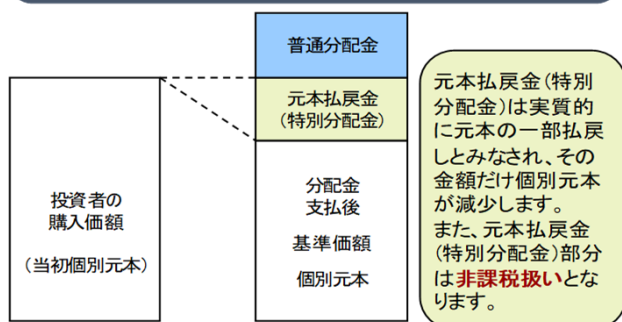 普通分配金
元本払戻金
(特別分配金)
投資者の
購入価額
(当初個別元本)
分配金
支払後
基準価額
個別元本
元本払戻金(特別
分配金)は実質的
に元本の一部払戻
しとみなされ、その
金額だけ個別元本
が減少します。
また、元本払戻金
(特別分配金)部分
は非課税扱いとな
ります。